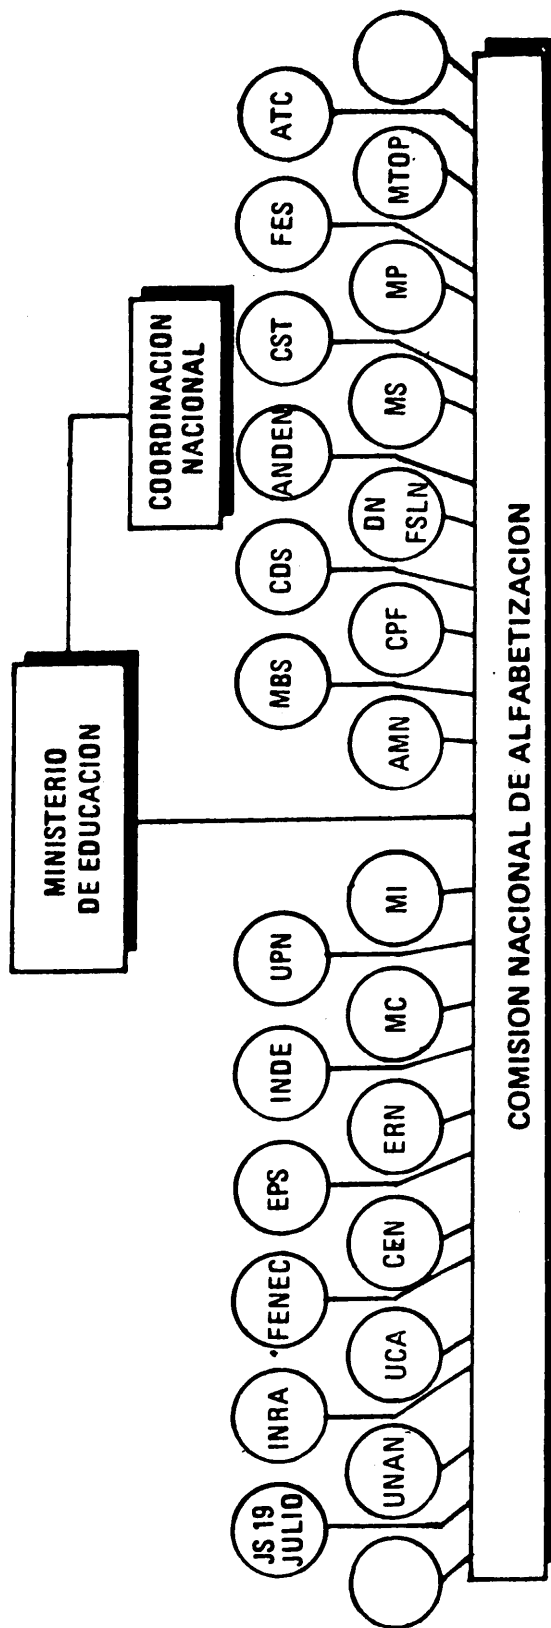 MINISTERIO
DE EDUCACION
COORDINACION
NACIONAL
JS 19
JULIO
INRA
FENEC
EPS
INDE
UPN
MBS
CDS
ANDEN
CST
FES
ATC
UNAN
UCA
CEN
ERN
MC
MI
AMN
CPF
DN
FSLN
MS
MP
MTOP
COMISION NACIONAL DE ALFABETIZACION